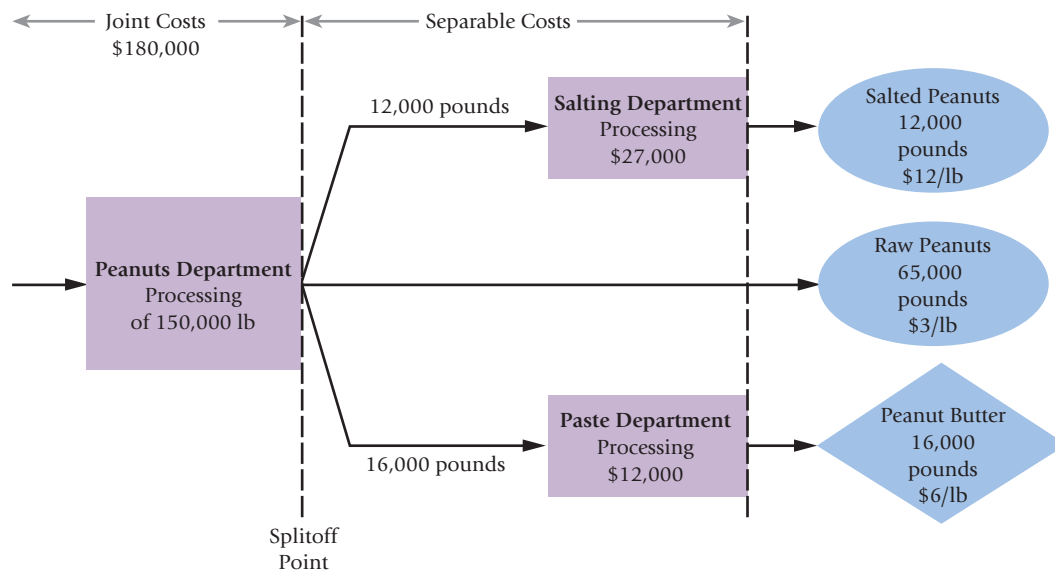 Joint Costs
$180,000
Separable Costs
12,000 pounds
Salting Department
Processing
$27,000
Salted Peanuts
12,000
pounds
$12/lb
Peanuts Department
Processing
of 150,000 lb
Raw Peanuts
65,000
pounds
$3/lb
16,000 pounds
Paste Department
Processing
$12,000
Peanut Butter
16,000
pounds
$6/lb
Splitoff
Point